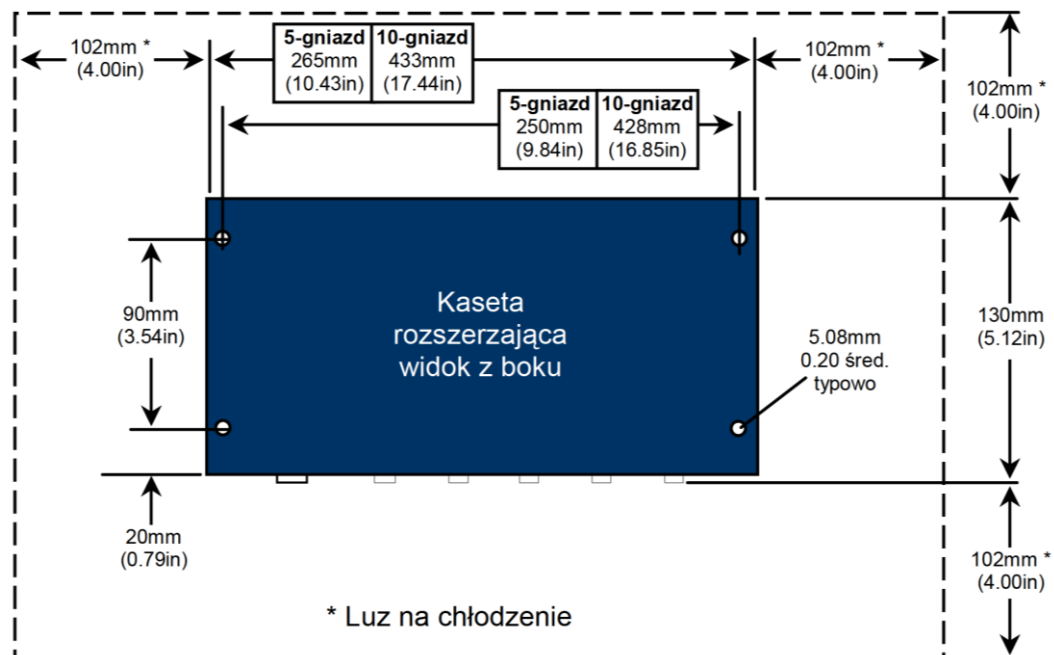 102mm *
(4.00in)
5-gniazd 10-gniazd
265mm 433mm
(10.43in) (17.44in)
102mm *
(4.00in)
102mm *
(4.00in)
5-gniazd 10-gniazd
250mm 428mm
(9.84in) (16.85in)
90mm
(3.54in)
Kaseta
rozszerzająca
widok z boku
5.08mm
0.20 śred.
typowo
130mm
(5.12in)
20mm
(0.79in)
102mm *
(4.00in)
* Luz na chłodzenie